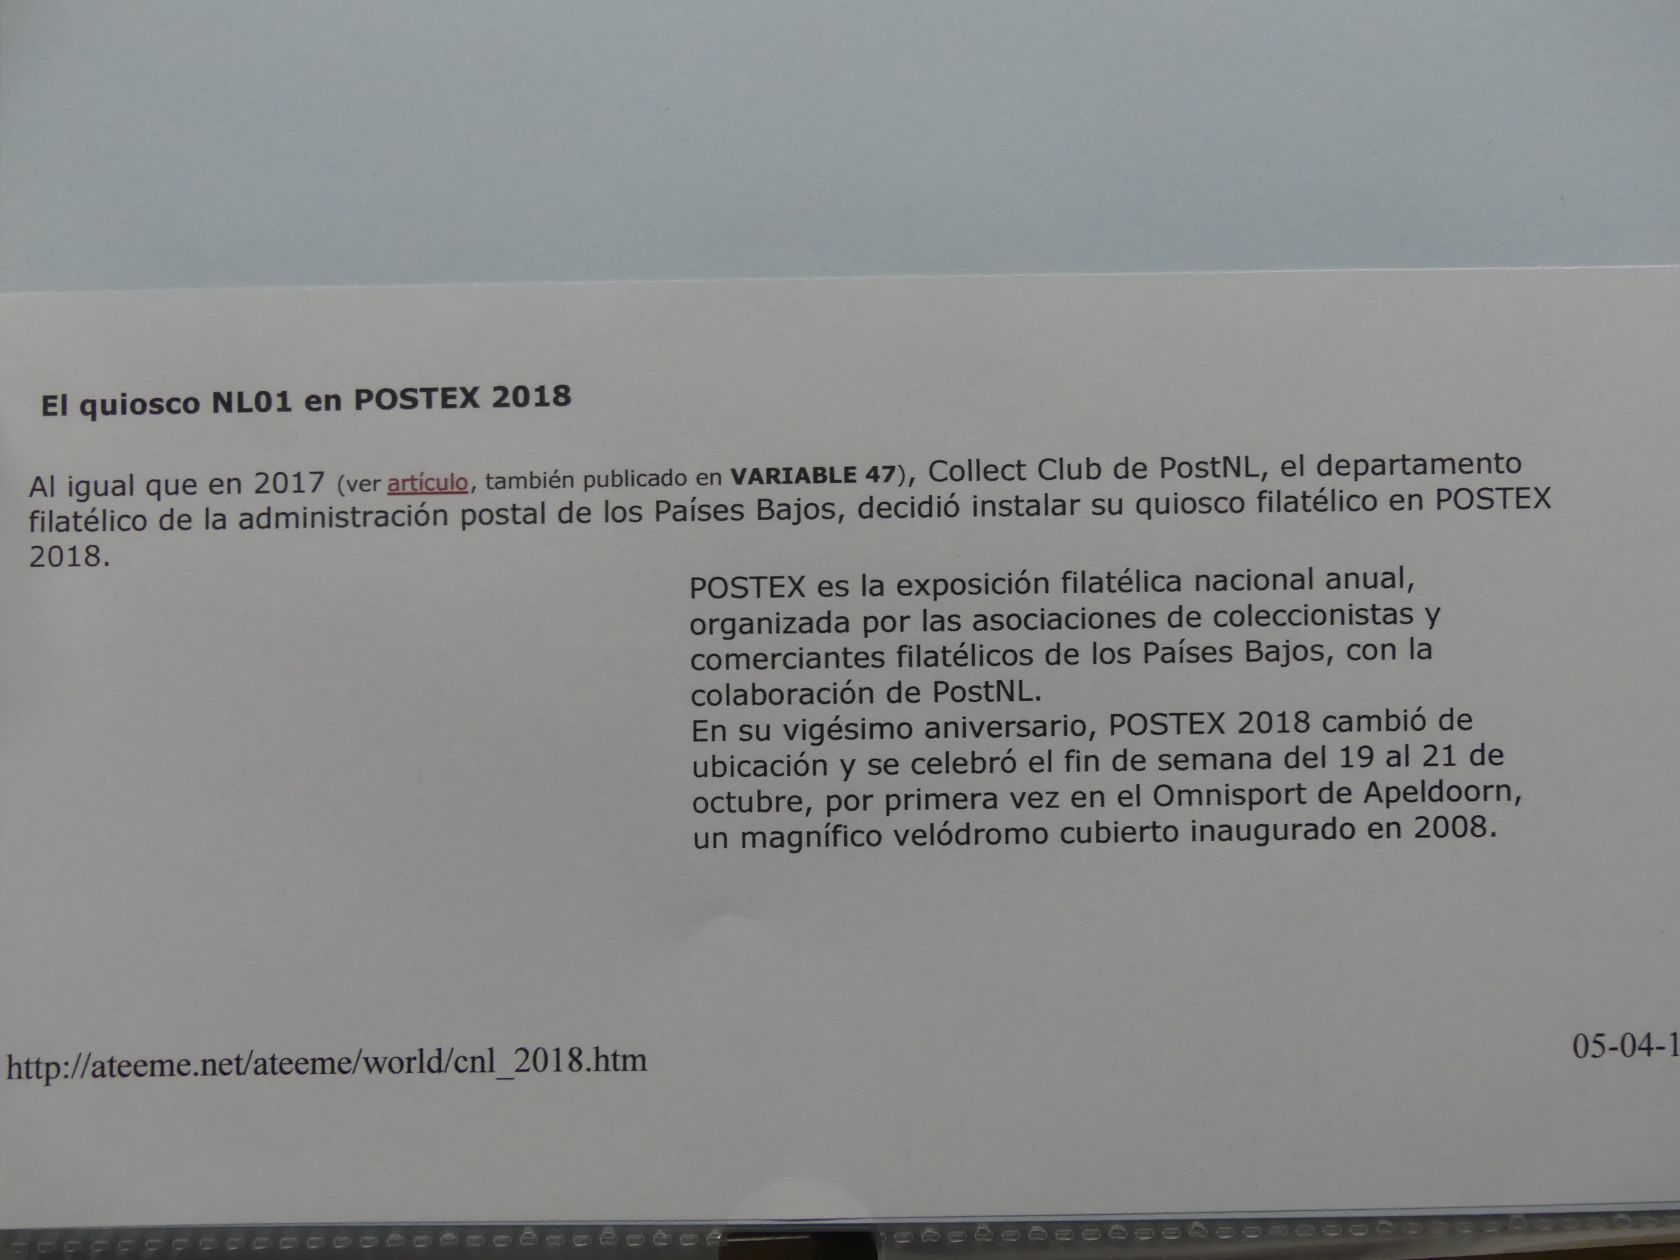 El quiosco NL01 en POSTEX 2018
Al igual que en 2017 (ver artículo, también publicado en VARIABLE 47), Collect Club de PostNL, el departamento
filatélico de la administración postal de los Países Bajos, decidió instalar su quiosco filatélico en POSTEX
2018.
POSTEX es la exposición filatélica nacional anual,
organizada por las asociaciones de coleccionistas y
comerciantes filatélicos de los Países Bajos, con la
colaboración de PostNL.
En su vigésimo aniversario, POSTEX 2018 cambió de
ubicación y se celebró el fin de semana del 19 al 21 de
octubre, por primera vez en el Omnisport de Apeldoorn,
un magnífico velódromo cubierto inaugurado en 2008.
http://ateeme.net/ateeme/world/cnl_2018.htm
05-04-1